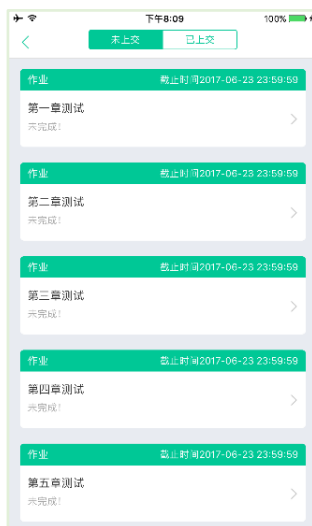 下午8:09 100%
未上交 已上交
作业 截止时间2017-06-23 23:59:59
第一章测试
未完成!
作业 截止时间2017-06-23 23:59:59
第二章测试
未完成!
作业 截止时间2017-06-23 23:59:59
第三章测试
未完成!
作业 截止时间2017-06-23 23:59:59
第四章测试
未完成!
作业 截止时间2017-06-23 23:59:59
第五章测试
未完成!